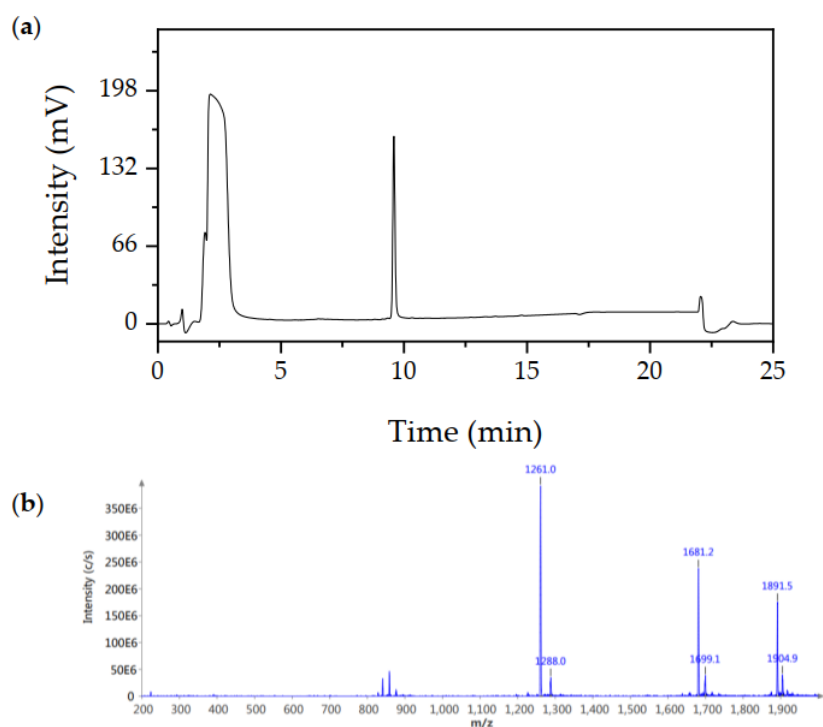 (a)
Intensity (mV)
198
132
66
0
0 5 10 15 20 25
Time (min)
(b)
Intensity (c/s)
350E6
300E6
250E6
200E6
150E6
100E6
50E6
0E0
1261.0
1288.0
1681.2
1699.1
1891.5
1904.9
200 300 400 500 600 700 800 900 1,000 1,100 1,200 1,300 1,400 1,500 1,600 1,700 1,800 1,900
m/z